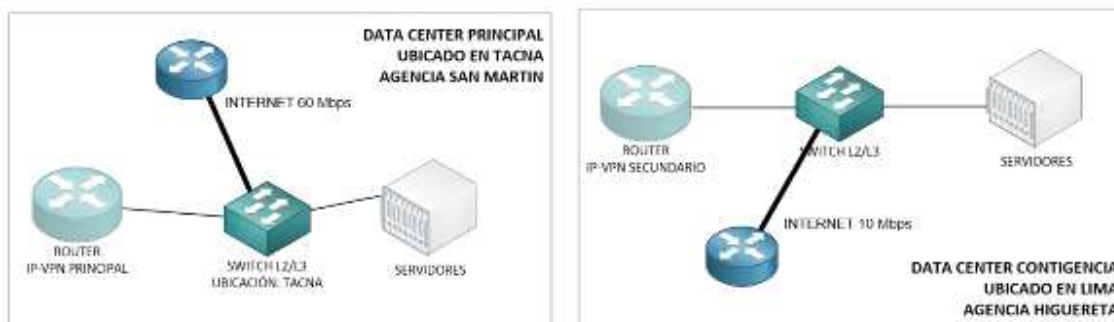 DATA CENTER PRINCIPAL
UBICADO EN TACNA
AGENCIA SAN MARTIN
INTERNET 60 Mbps
ROUTER
IP-VPN PRINCIPAL
SWITCH L2/L3
UBICACIÓN: TACNA
SERVIDORES
ROUTER
IP-VPN SECUNDARIO
SWITCH L2/L3
SERVIDORES
INTERNET 10 Mbps
DATA CENTER CONTIGENCIA
UBICADO EN LIMA
AGENCIA HIGUERETA